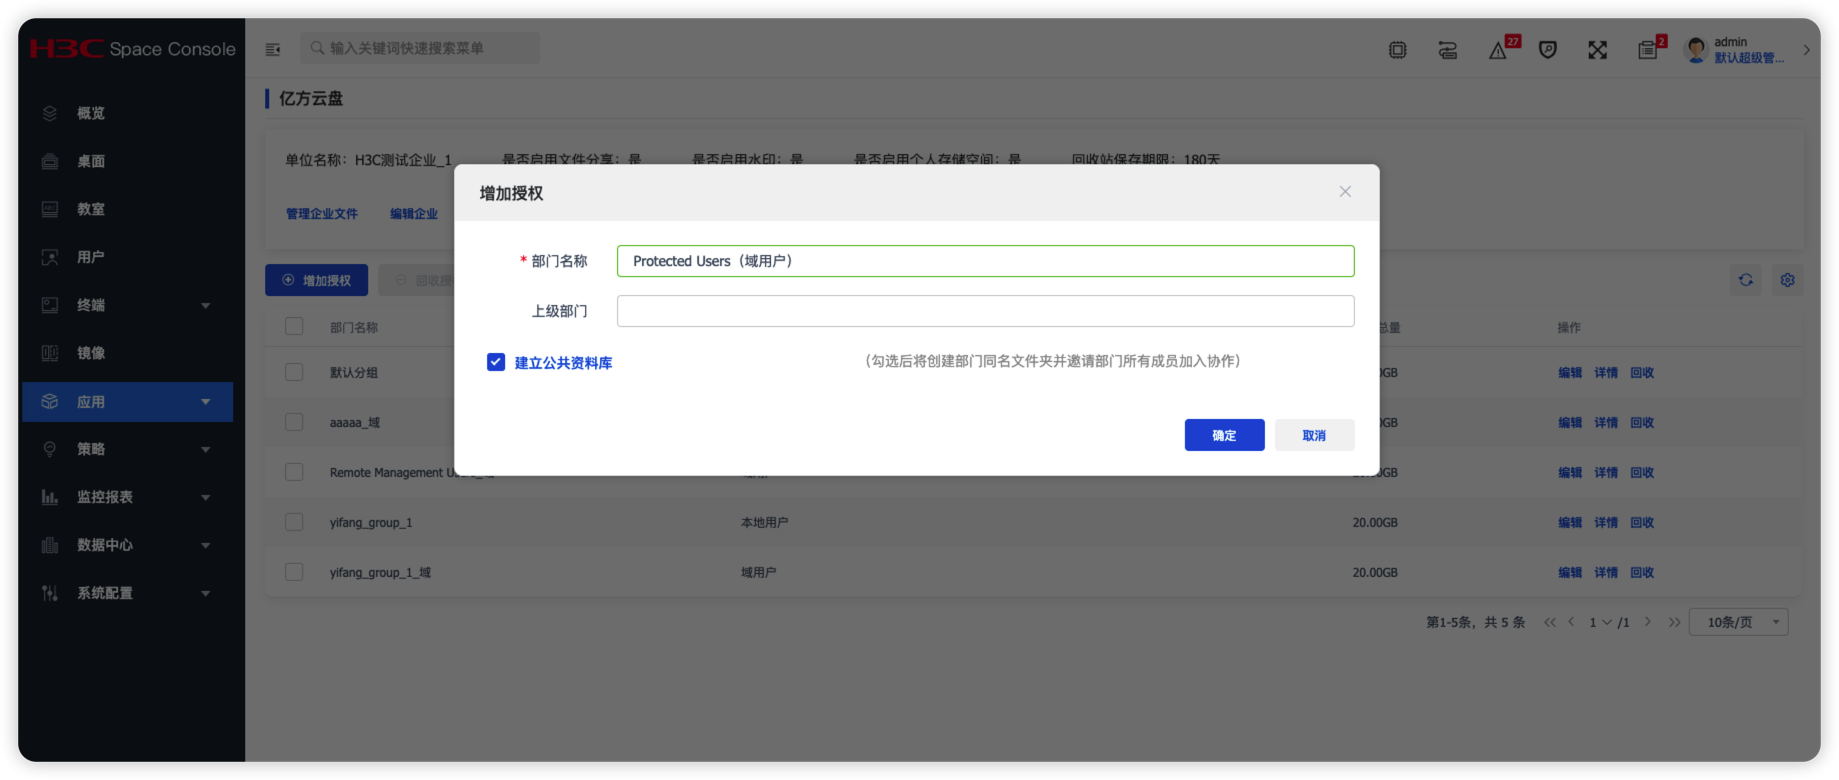 H3C Space Console
输入关键词快速搜索菜单
27
2
admin
默认超级管...
概览
桌面
教室
用户
终端
镜像
应用
策略
监控报表
数据中心
系统配置
亿方云盘
单位名称：H3C测试企业_1 是否启用文件分享：是 是否启用水印：是 是否启用个人存储空间：是 回收站保存期限：180天
管理企业文件 编辑企业
增加授权 回收授
部门名称 总量 操作
默认分组 编辑 详情 回收
aaaaa_域 编辑 详情 回收
Remote Management 编辑 详情 回收
yifang_group_1 本地用户 20.00GB 编辑 详情 回收
yifang_group_1_域 域用户 20.00GB 编辑 详情 回收
第1-5条，共 5 条 1 /1 10条/页
增加授权
* 部门名称 Protected Users（域用户）
上级部门
建立公共资料库 （勾选后将创建部门同名文件夹并邀请部门所有成员加入协作）
确定 取消